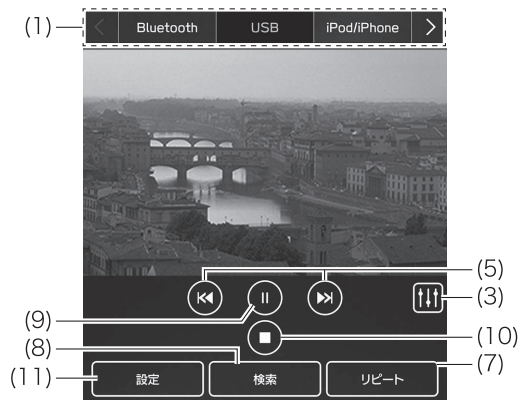 (1)
Bluetooth
USB
iPod/iPhone
(5)
(3)
(9)
(10)
(8)
(7)
(11)
設定
検索
リピート